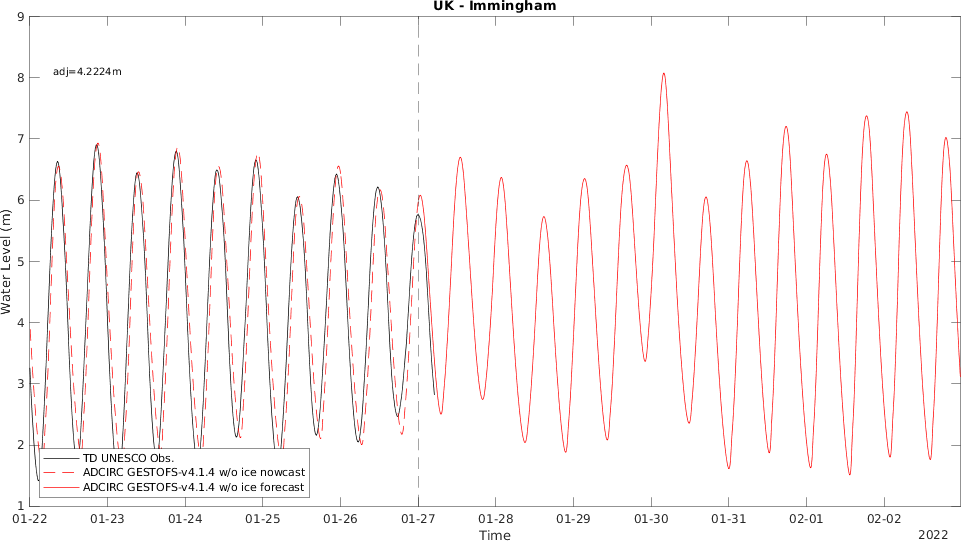 UK - Immingham
9
8
7
6
5
4
3
2
1
Water Level (m)
adj=4.2224m
TD UNESCO Obs.
ADCIRC GESTOFS-v4.1.4 w/o ice nowcast
ADCIRC GESTOFS-v4.1.4 w/o ice forecast
01-22 01-23 01-24 01-25 01-26 01-27 01-28 01-29 01-30 01-31 02-01 02-02
Time
2022